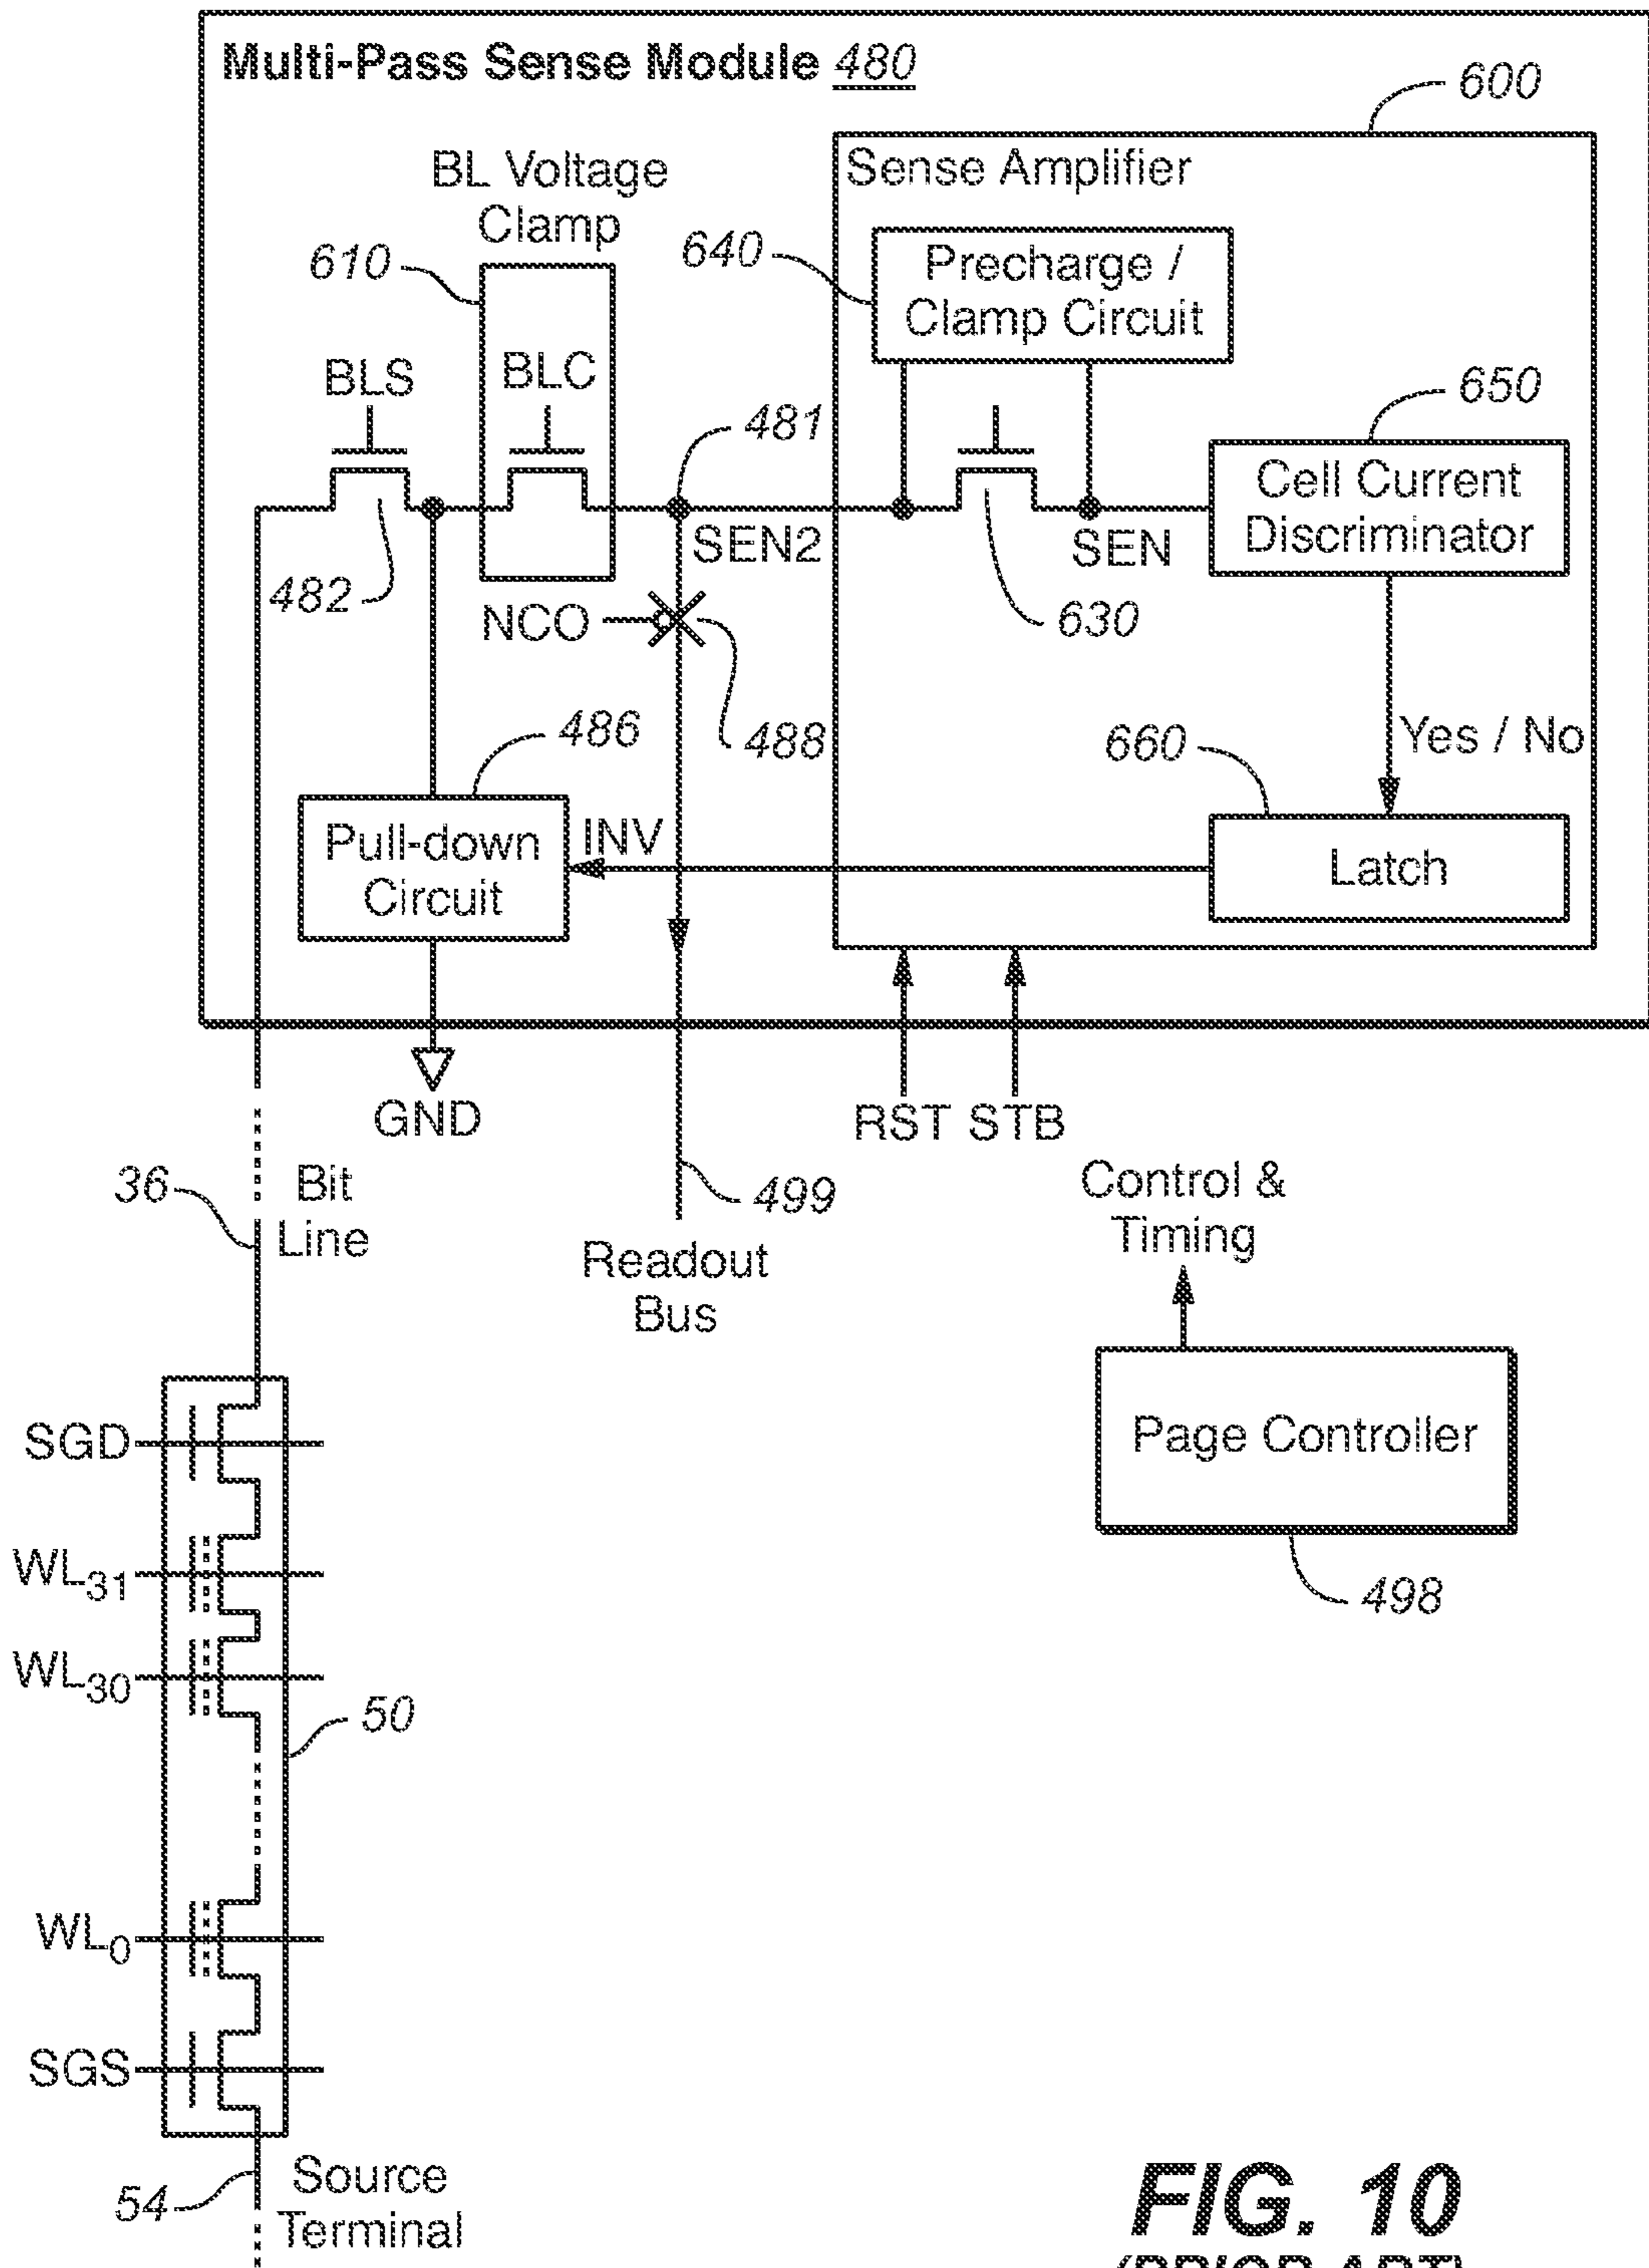 Multi-Pass Sense Module 480
600
BL Voltage
Clamp
Sense Amplifier
610
640
Precharge /
Clamp Circuit
BLS
BLC
481
650
Cell Current
Discriminator
SEN2
SEN
482
NCO
630
486
488
660
Yes / No
Pull-down
Circuit
INV
Latch
GND
RST STB
36
Bit
Line
499
Readout
Bus
Control &
Timing
Page Controller
498
SGD
WL31
WL30
50
WL0
SGS
54
Source
Terminal
FIG. 10
(PRIOR ART)